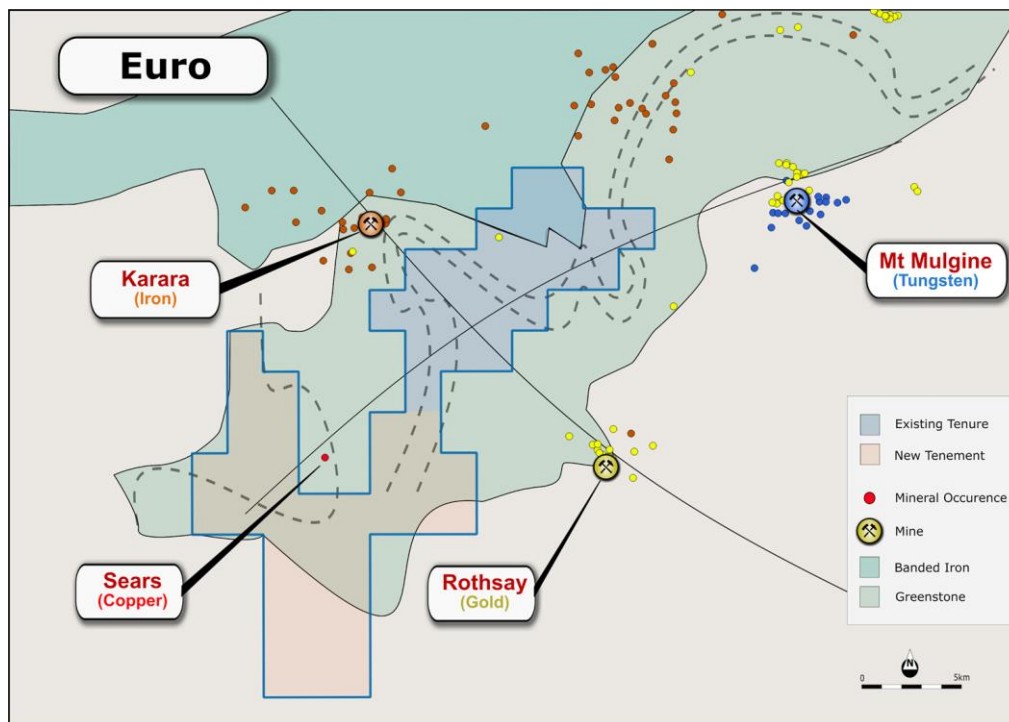 Euro
Karara
(Iron)
Mt Mulgine
(Tungsten)
Sears
(Copper)
Rothsay
(Gold)
Existing Tenure
New Tenement
Mineral Occurence
Mine
Banded Iron
Greenstone
N
0 5km